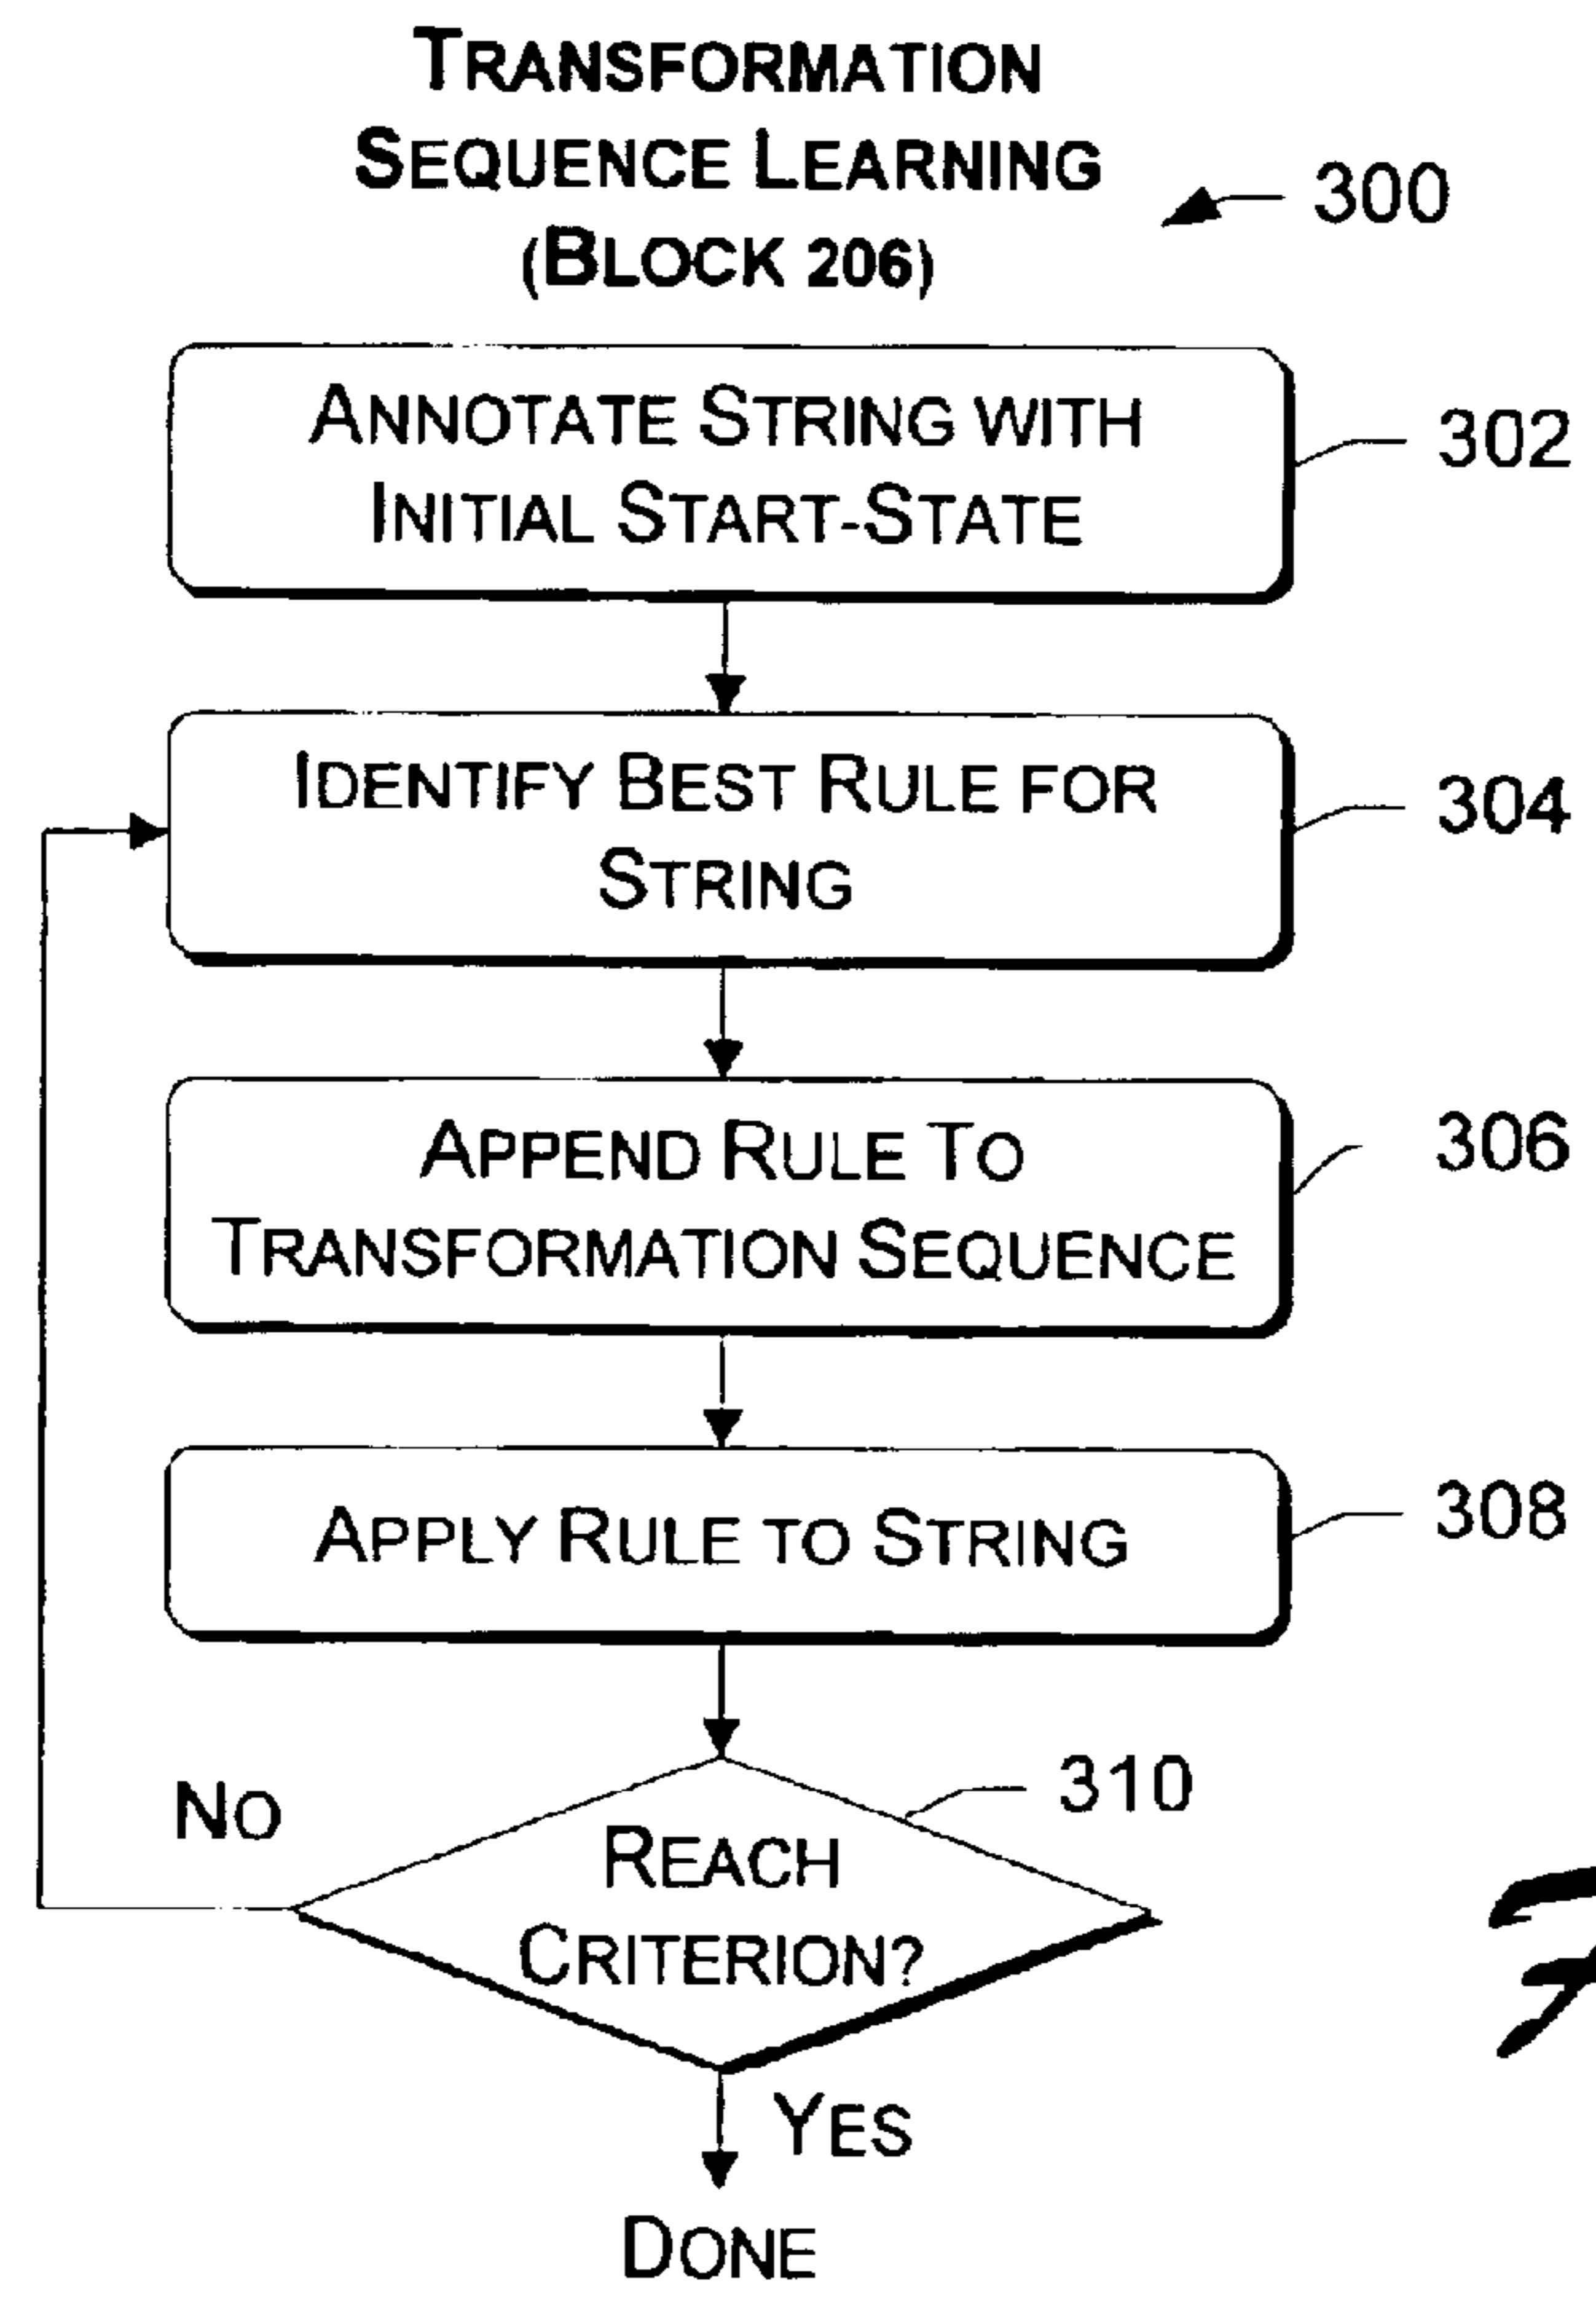 TRANSFORMATION
SEQUENCE LEARNING
(BLOCK 206)
300
ANNOTATE STRING WITH
INITIAL START-STATE
302
IDENTIFY BEST RULE FOR
STRING
304
APPEND RULE TO
TRANSFORMATION SEQUENCE
306
APPLY RULE TO STRING
308
310
NO
REACH
CRITERION?
YES
DONE